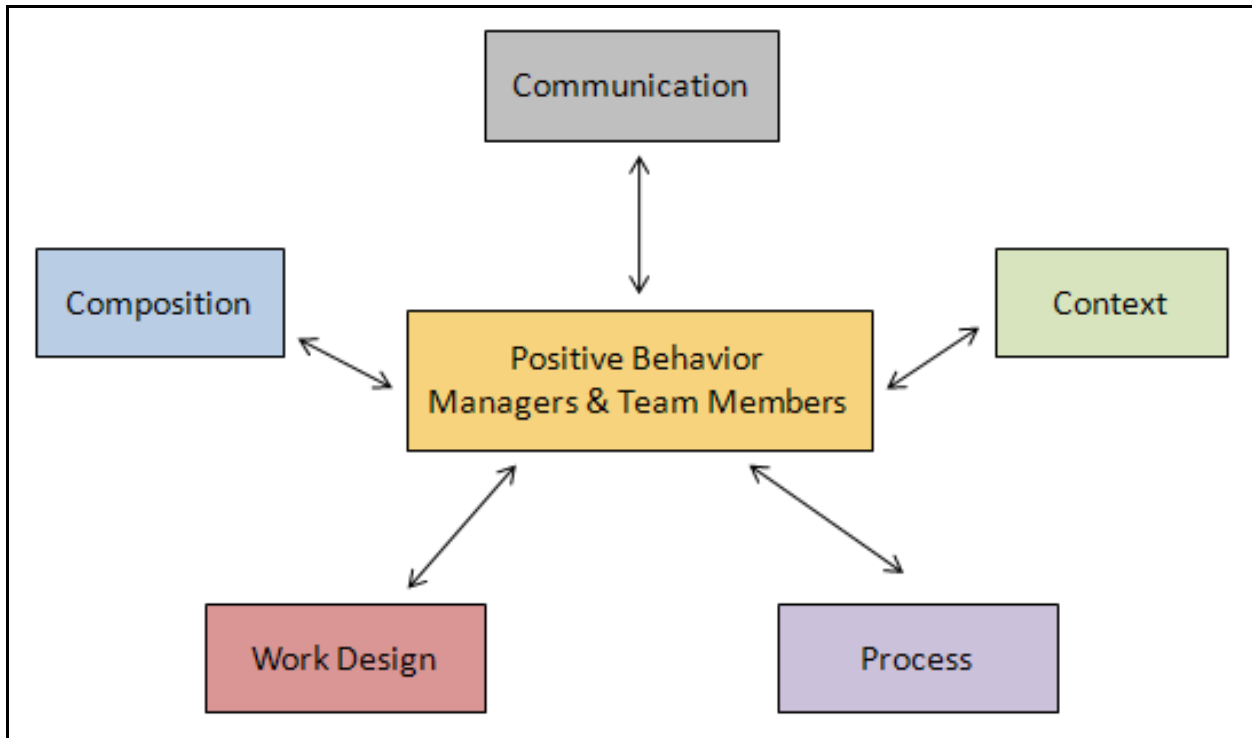 Communication
Composition
Context
Positive Behavior
Managers & Team Members
Work Design
Process